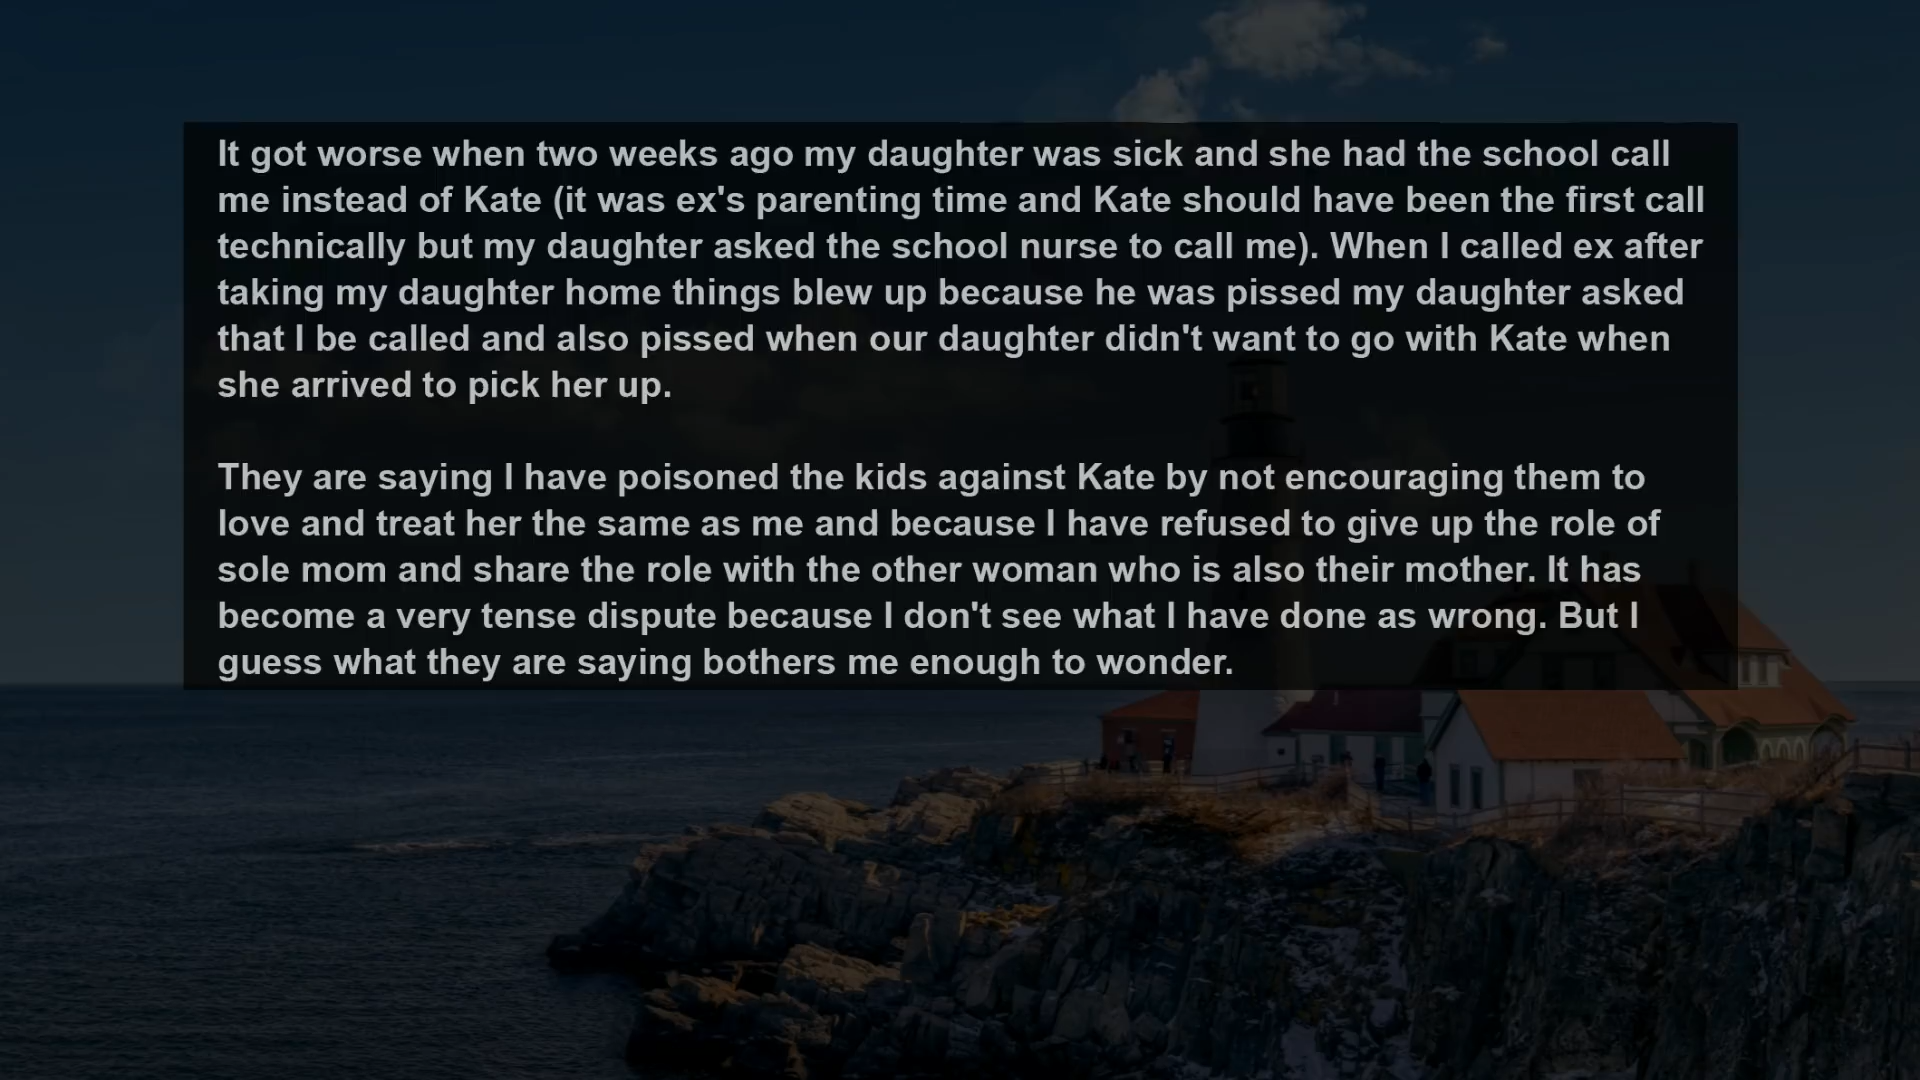 It got worse when two weeks ago my daughter was sick and she had the school call
me instead of Kate (it was ex's parenting time and Kate should have been the first call
technically but my daughter asked the school nurse to call me). When I called ex after
taking my daughter home things blew up because he was pissed my daughter asked
that I be called and also pissed when our daughter didn't want to go with Kate when
she arrived to pick her up.
They are saying I have poisoned the kids against Kate by not encouraging them to
love and treat her the same as me and because I have refused to give up the role of
sole mom and share the role with the other woman who is also their mother. It has
become a very tense dispute because I don't see what I have done as wrong. But I
guess what they are saying bothers me enough to wonder.